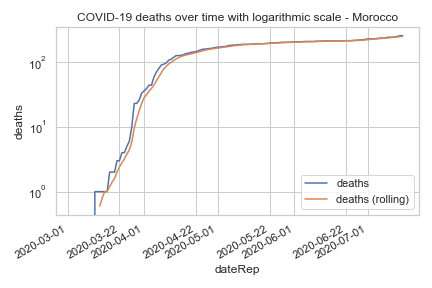 COVID-19 deaths over time with logarithmic scale - Morocco
deaths
10²
10¹
10⁰
deaths
deaths (rolling)
2020-03-01
2020-03-22
2020-04-01
2020-04-22
2020-05-01
2020-05-22
2020-06-01
2020-06-22
2020-07-01
dateRep